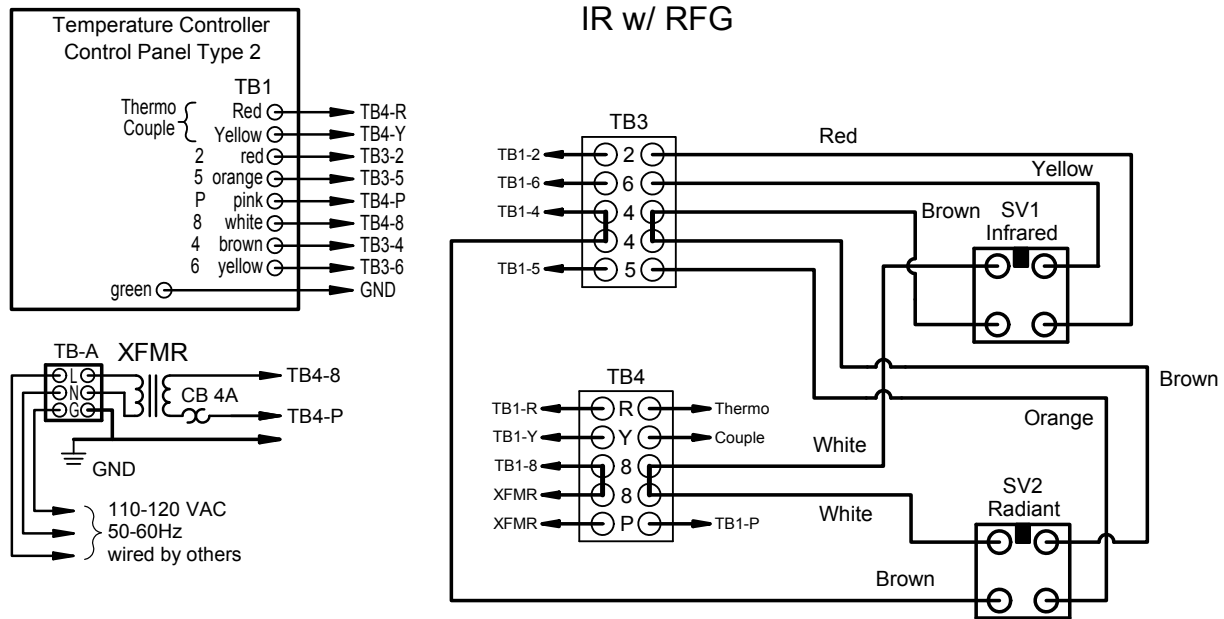 IR w/ RFG
Temperature Controller
Control Panel Type 2
TB1
Thermo
Couple
Red
TB4-R
Yellow
TB4-Y
2 red TB3-2
5 orange TB3-5
P pink TB4-P
8 white TB4-8
4 brown TB3-4
6 yellow TB3-6
green GND
TB-A XFMR
L
N
G
TB4-8
CB 4A
TB4-P
GND
110-120 VAC
50-60Hz
wired by others
TB3
TB1-2 2
TB1-6 6
TB1-4 4
4
TB1-5 5
Red
Yellow
Brown
SV1
Infrared
TB4
TB1-R R Thermo
TB1-Y Y Couple
TB1-8 8
XFMR 8
XFMR P TB1-P
White
White
Brown
Orange
Brown
SV2
Radiant